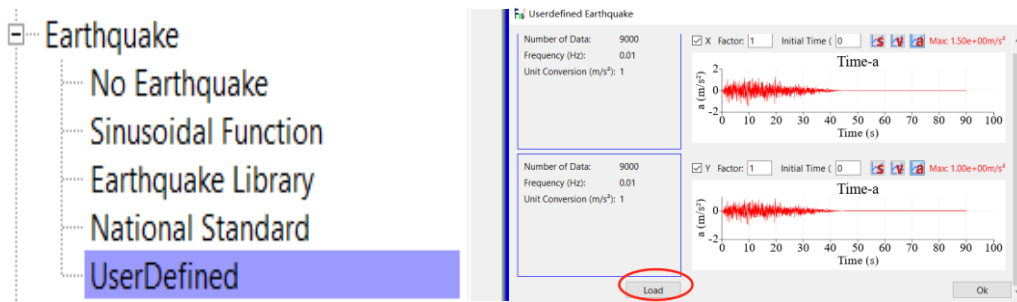 Earthquake
No Earthquake
Sinusoidal Function
Earthquake Library
National Standard
UserDefined
Userdefined Earthquake
Number of Data: 9000
Frequency (Hz): 0.01
Unit Conversion (m/s²): 1
X Factor: 1 Initial Time ( 0 S V a Max: 1.50e+00m/s²
Time-a
a (m/s²)
2
0
-2
0 10 20 30 40 50 60 70 80 90 100
Time (s)
Number of Data: 9000
Frequency (Hz): 0.01
Unit Conversion (m/s²): 1
Y Factor: 1 Initial Time ( 0 S V a Max: 1.00e+00m/s²
Time-a
a (m/s²)
2
0
-2
0 10 20 30 40 50 60 70 80 90 100
Time (s)
Load
Ok